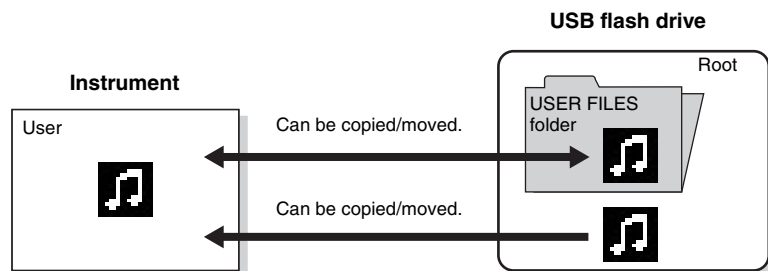 USB flash drive
Instrument
Root
User
USER FILES
folder
Can be copied/moved.
Can be copied/moved.